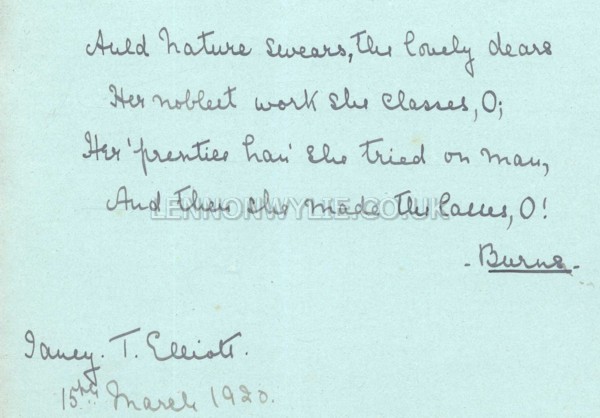 Auld Nature swears, the lovely dears
Her noblest work she classes, O;
Her 'prentice han' she tried on man,
And then she made the lasses, O!
LENNONWYLIE.CO.UK
- Burns -
Janey. T. Elliott.
15th March 1920.